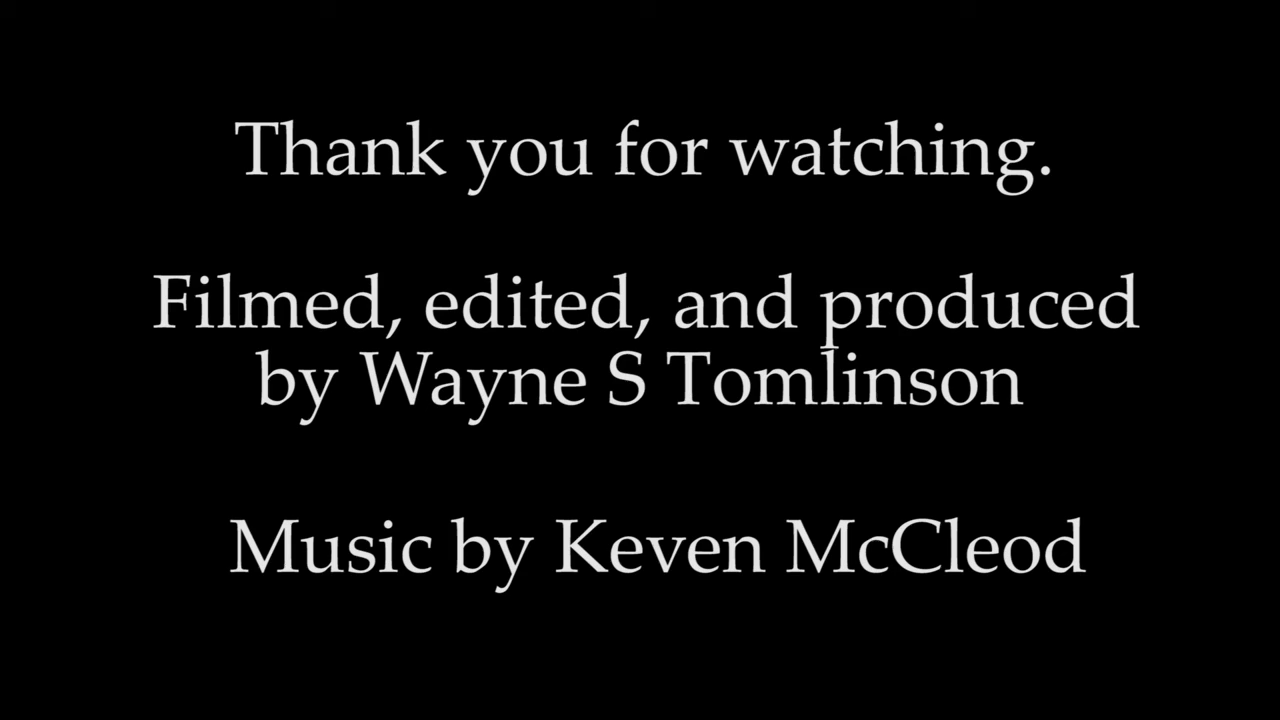 Thank you for watching.
Filmed, edited, and produced
by Wayne S Tomlinson
Music by Keven McCleod